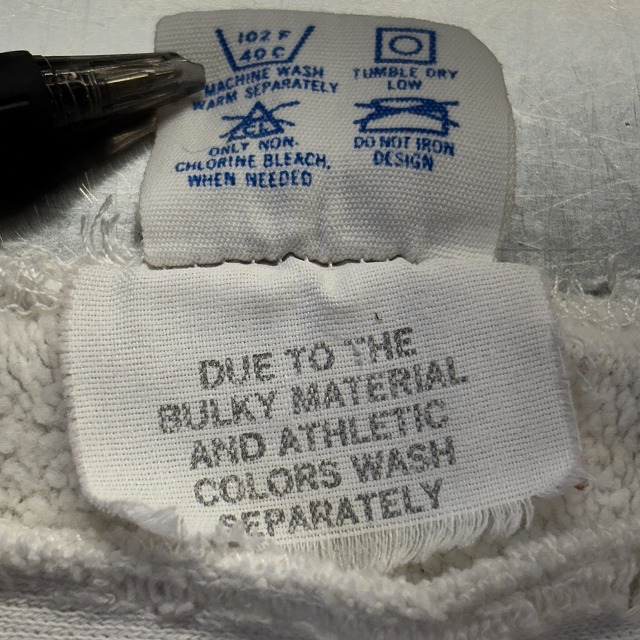 102 F
40 C
MACHINE WASH
WARM SEPARATELY
TUMBLE DRY
LOW
CL
ONLY NON-
CHLORINE BLEACH,
WHEN NEEDED
DO NOT IRON
DESIGN
DUE TO THE
BULKY MATERIAL
AND ATHLETIC
COLORS WASH
SEPARATELY